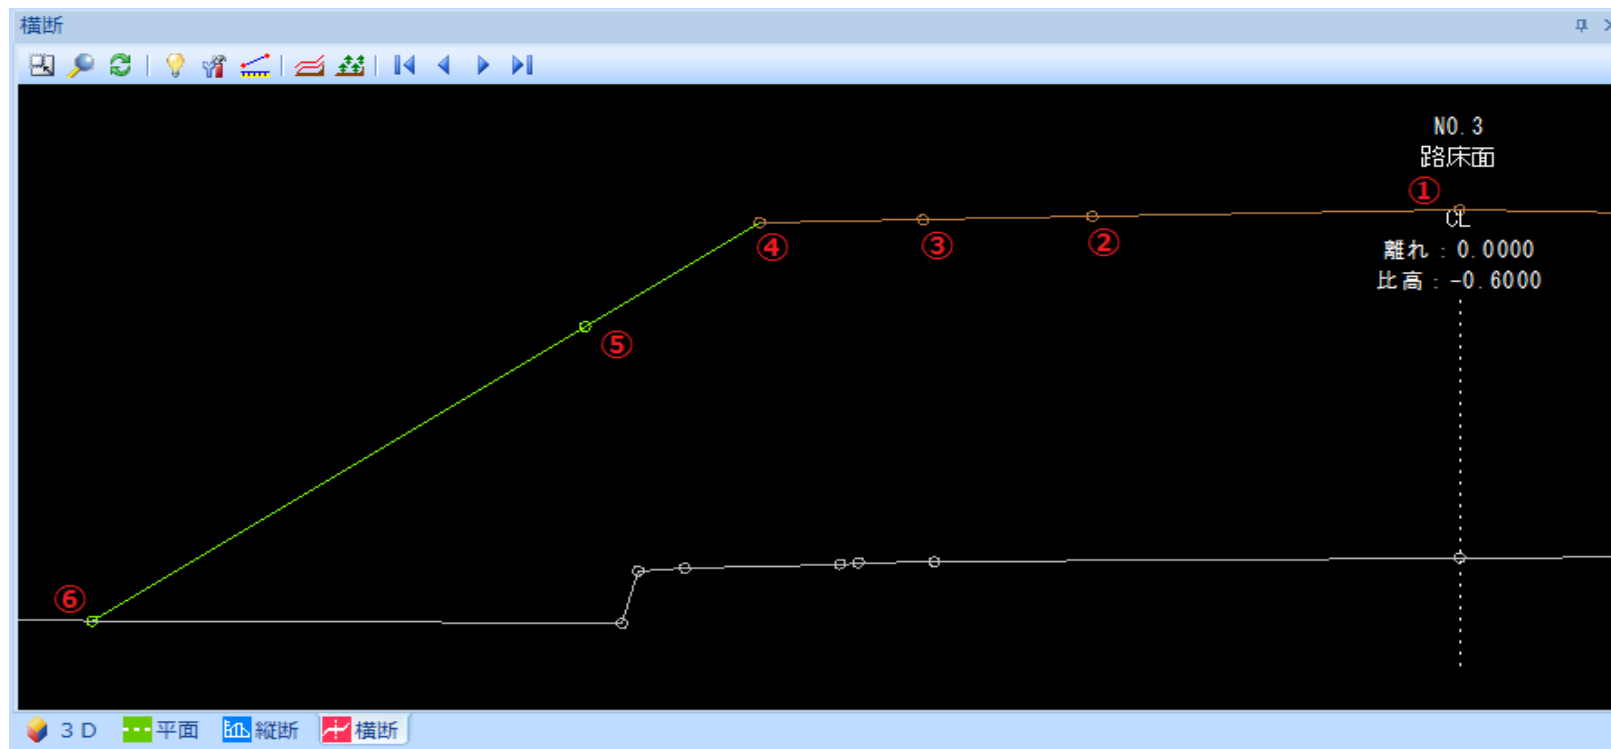 横断
NO.3
路床面
①
CL
④
③
②
離れ：0.0000
比高：-0.6000
⑤
⑥
3D 平面 縦断 横断